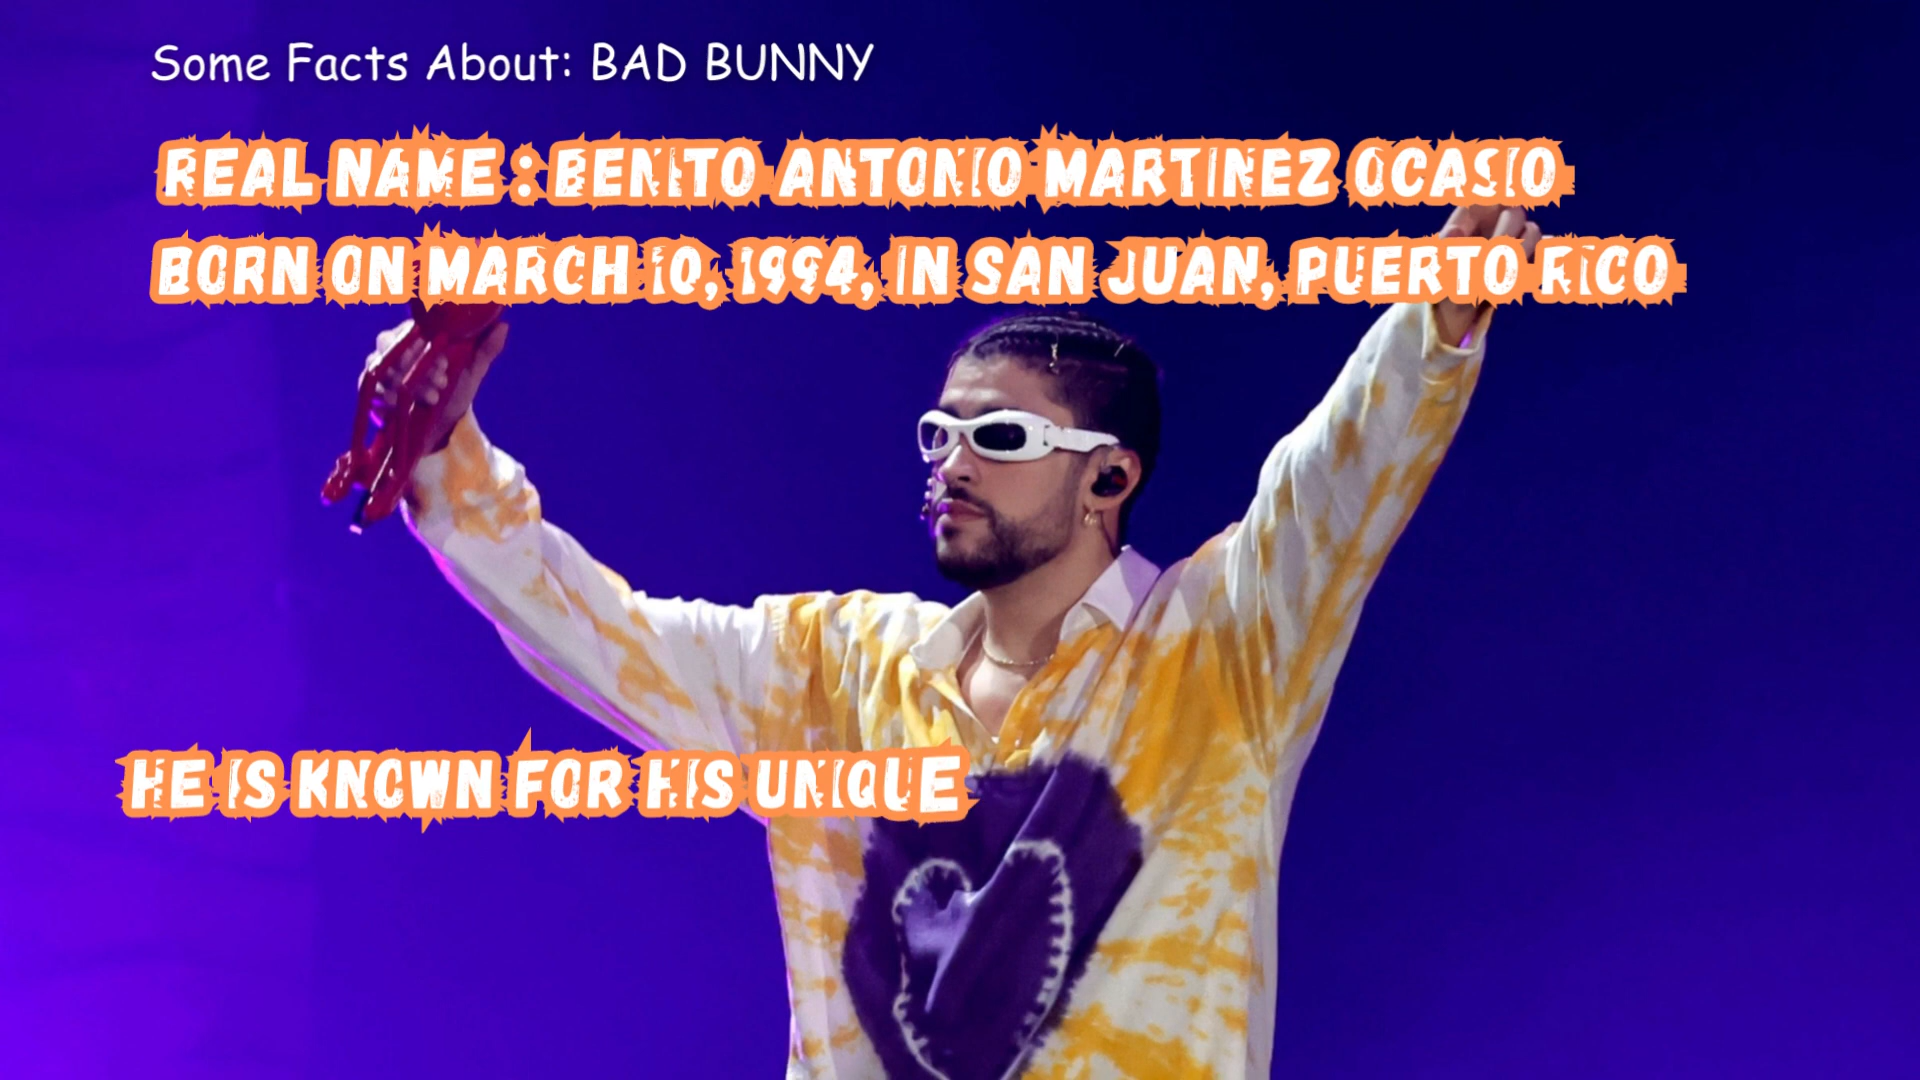 Some Facts About: BAD BUNNY
REAL NAME : BENITO ANTONIO MARTINEZ OCASIO
BORN ON MARCH 10, 1994, IN SAN JUAN, PUERTO RICO
HE IS KNOWN FOR HIS UNIQUE